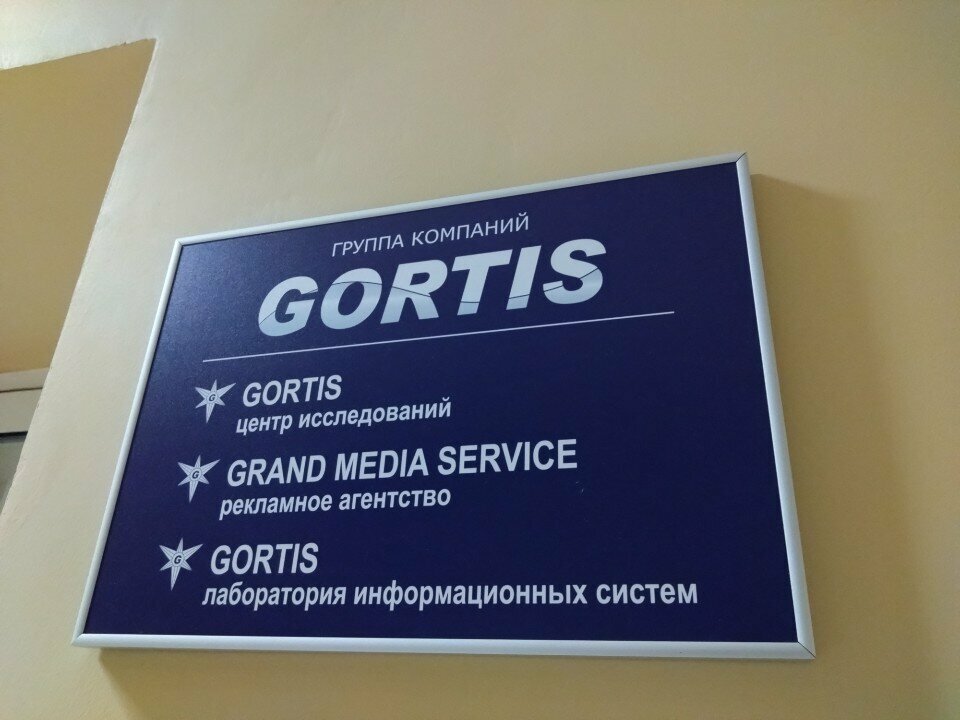 ГРУППА КОМПАНИЙ
GORTIS
G GORTIS
центр исследований
G GRAND MEDIA SERVICE
рекламное агентство
G GORTIS
лаборатория информационных систем